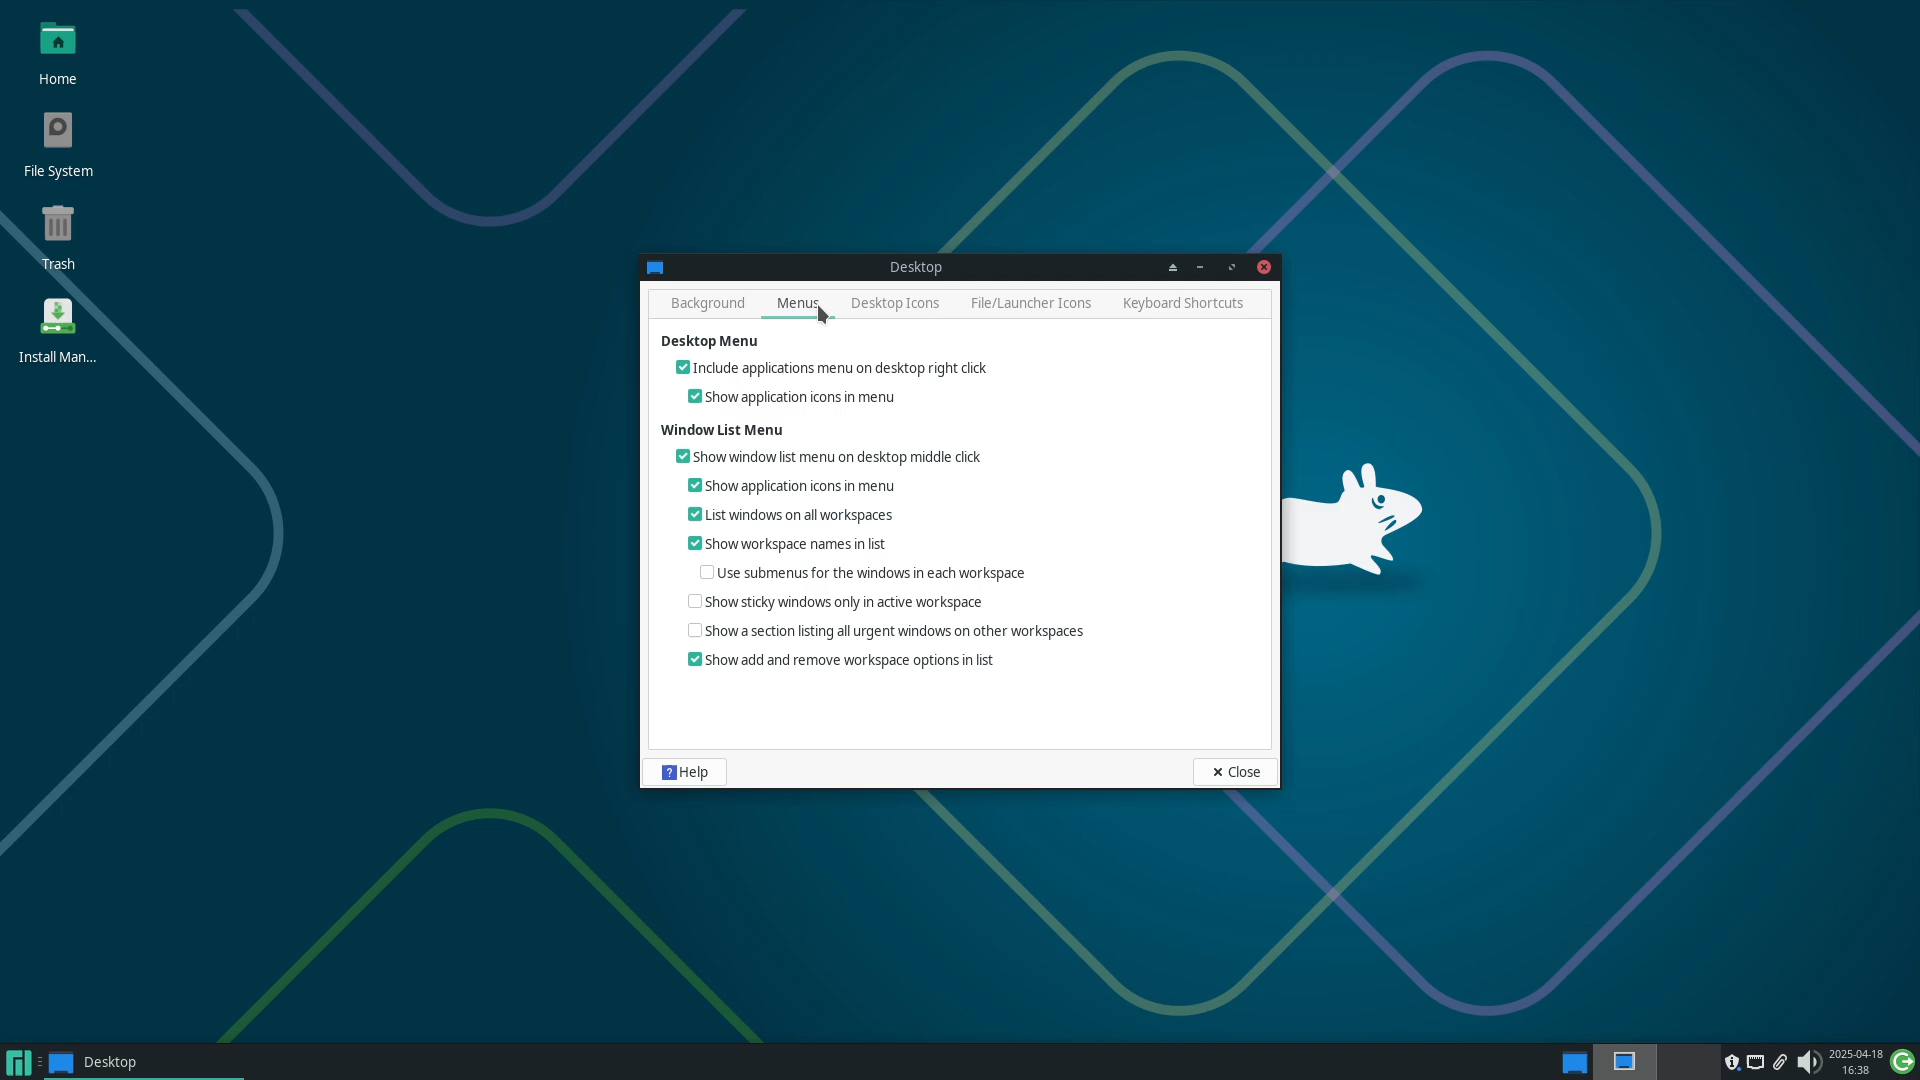 Home
File System
Trash
Install Man...
Desktop
Background
Menus
Desktop Icons
File/Launcher Icons
Keyboard Shortcuts
Desktop Menu
Include applications menu on desktop right click
Show application icons in menu
Window List Menu
Show window list menu on desktop middle click
Show application icons in menu
List windows on all workspaces
Show workspace names in list
Use submenus for the windows in each workspace
Show sticky windows only in active workspace
Show a section listing all urgent windows on other workspaces
Show add and remove workspace options in list
? Help
Close
Desktop
2025-04-18
16:38